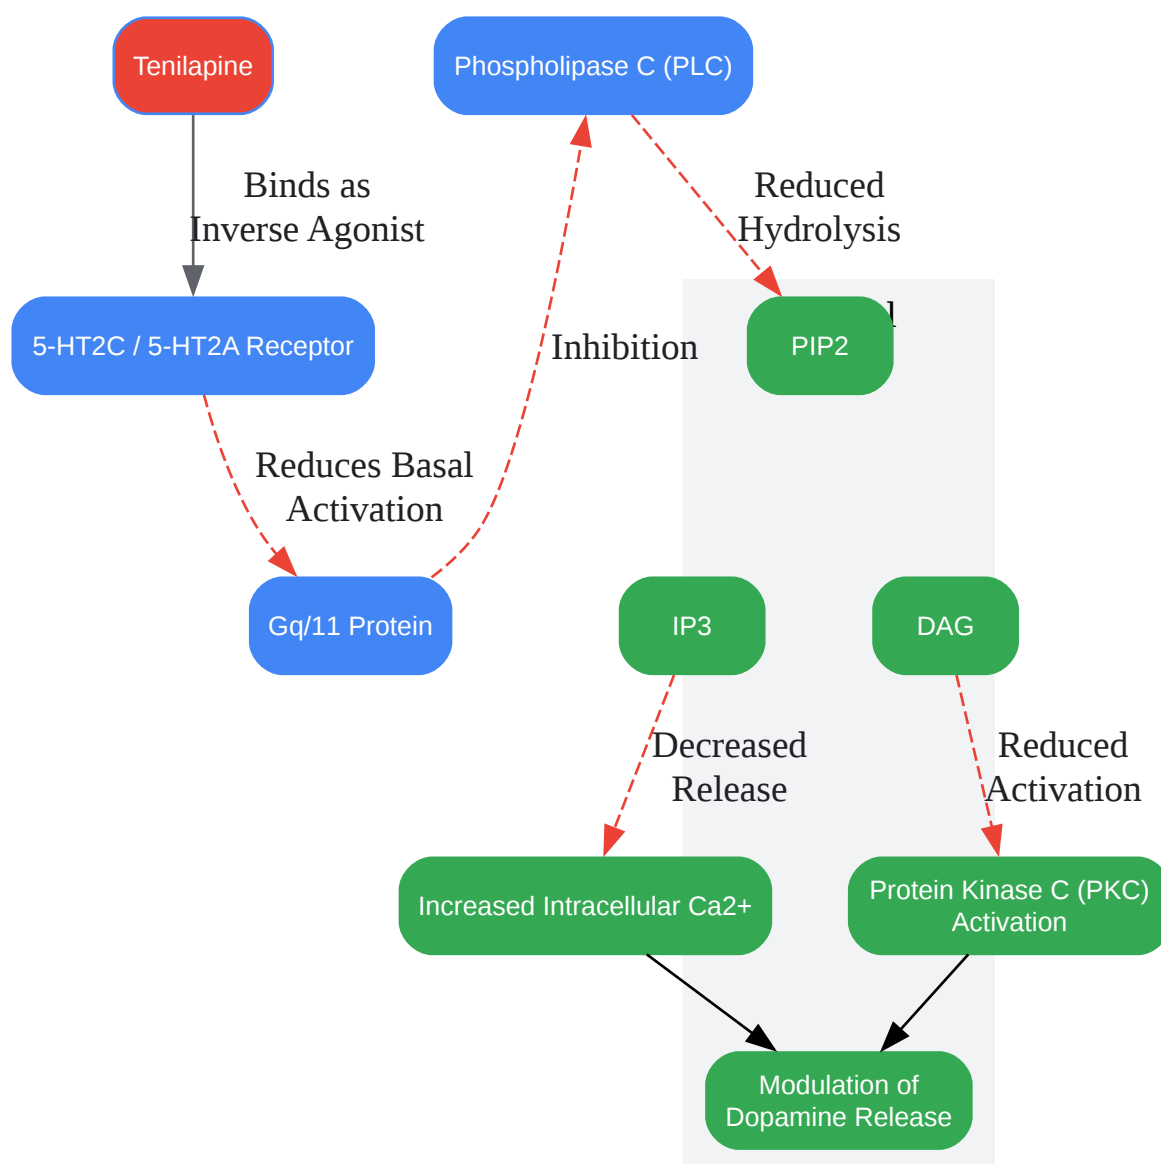 Tenilapine
Phospholipase C (PLC)
Binds as
Inverse Agonist
Reduced
Hydrolysis
5-HT2C / 5-HT2A Receptor
Inhibition
PIP2
Reduces Basal
Activation
Gq/11 Protein
IP3
DAG
Decreased
Release
Reduced
Activation
Increased Intracellular Ca2+
Protein Kinase C (PKC)
Activation
Modulation of
Dopamine Release